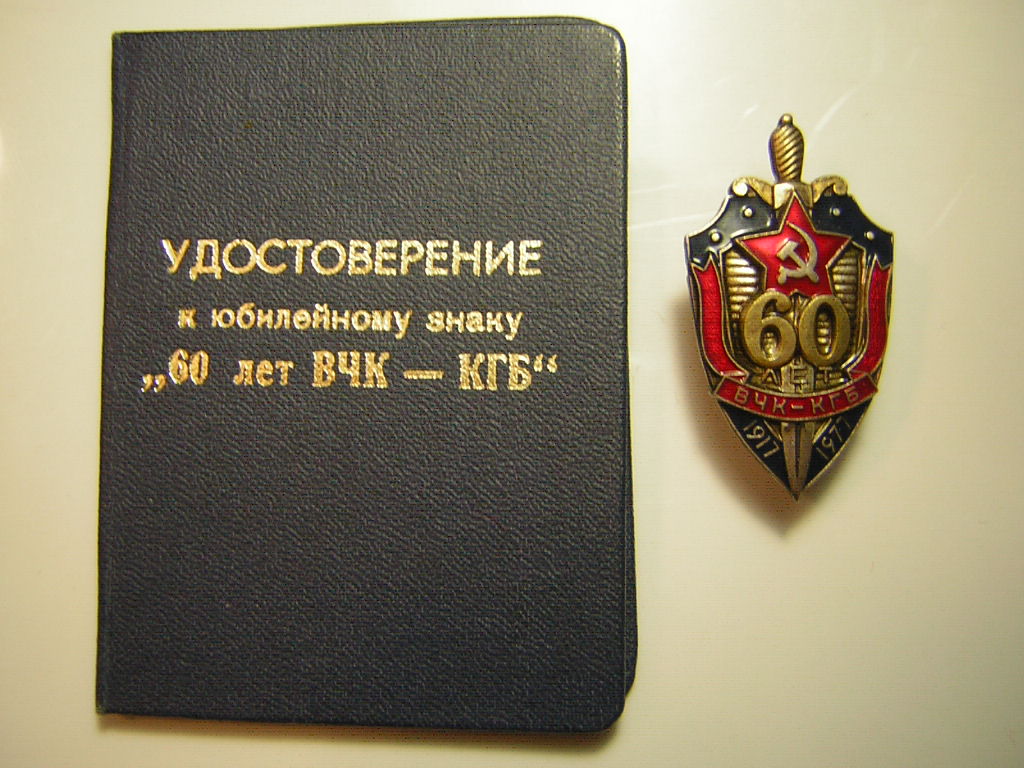 УДОСТОВЕРЕНИЕ
к юбилейному знаку
„60 лет ВЧК — КГБ“
60
ЛЕТ
ВЧК-КГБ
1917 1977